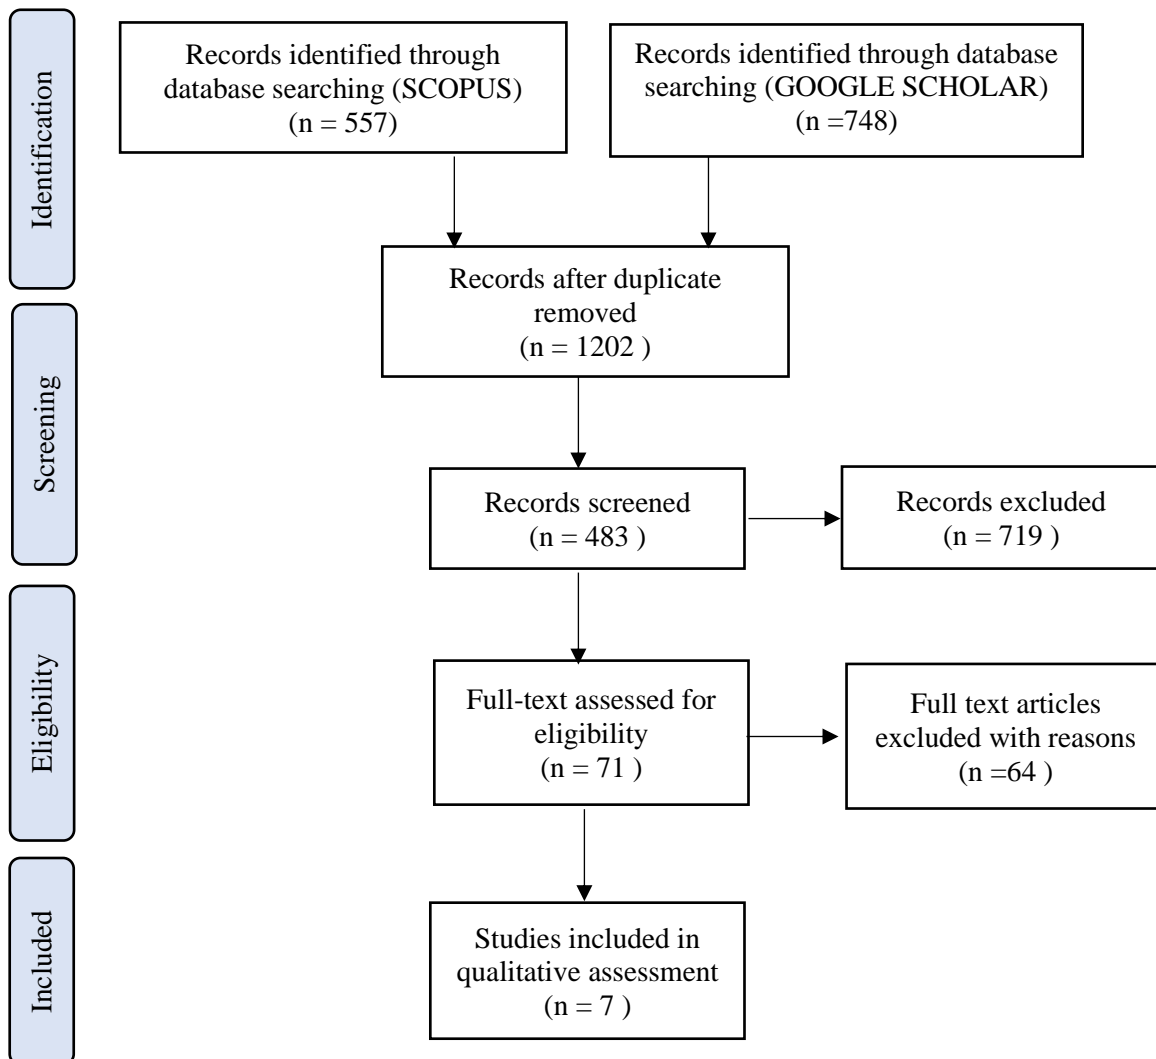 Identification
Records identified through
database searching (SCOPUS)
(n = 557)
Records identified through database
searching (GOOGLE SCHOLAR)
(n =748)
Records after duplicate
removed
(n = 1202 )
Screening
Records screened
(n = 483 )
Records excluded
(n = 719 )
Eligibility
Full-text assessed for
eligibility
(n = 71 )
Full text articles
excluded with reasons
(n =64 )
Included
Studies included in
qualitative assessment
(n = 7 )